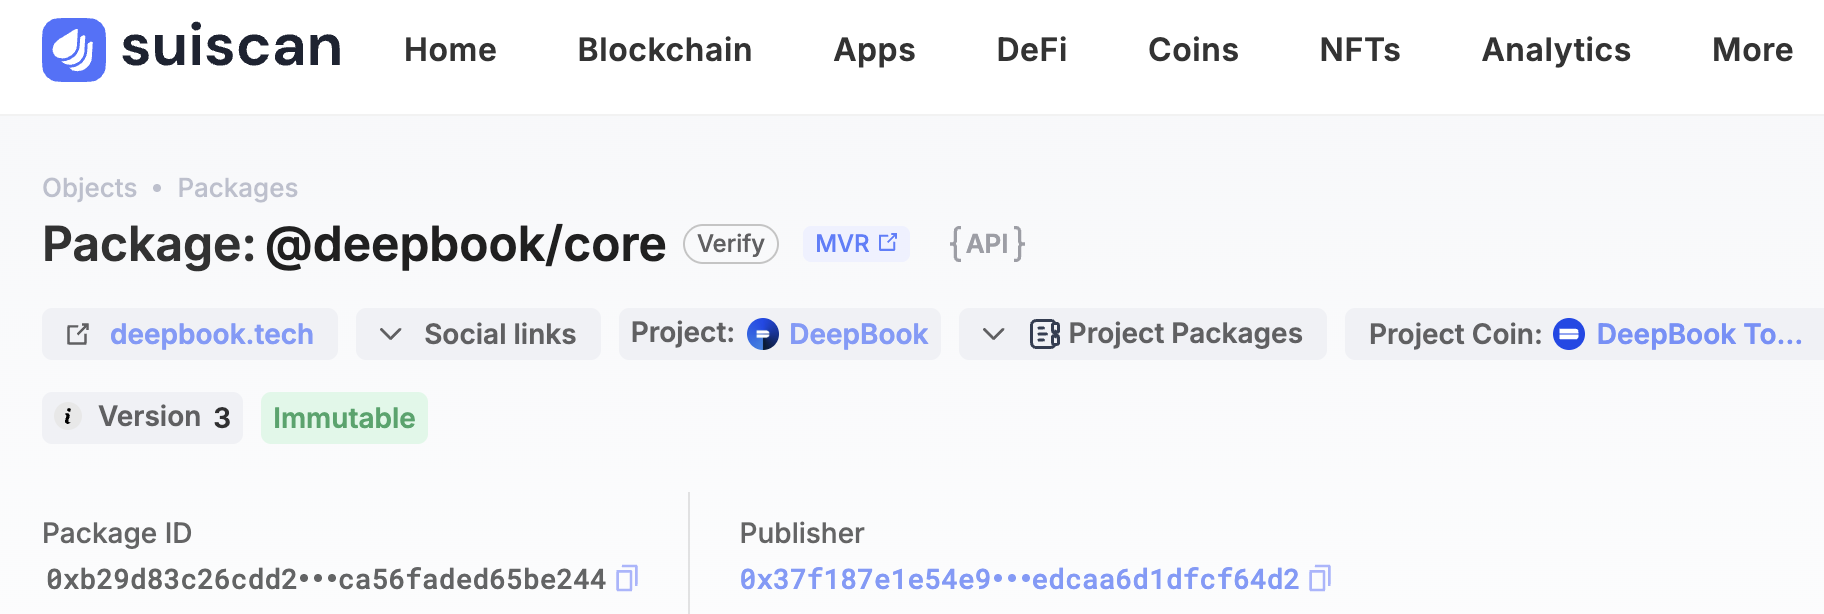 suiscan Home Blockchain Apps DeFi Coins NFTs Analytics More
Objects • Packages
Package: @deepbook/core Verify MVR {API}
deepbook.tech Social links Project: DeepBook Project Packages Project Coin: DeepBook To...
i Version 3 Immutable
Package ID Publisher
0xb29d83c26cdd2•••ca56faded65be244 0x37f187e1e54e9•••edcaa6d1dfcf64d2